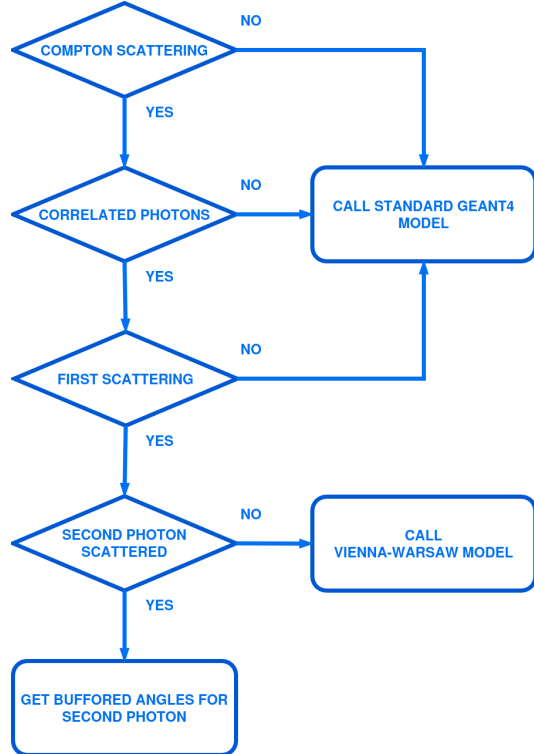 NO
COMPTON SCATTERING
YES
NO
CORRELATED PHOTONS
CALL STANDARD GEANT4
MODEL
YES
NO
FIRST SCATTERING
YES
NO
SECOND PHOTON
SCATTERED
CALL
VIENNA-WARSAW MODEL
YES
GET BUFFORED ANGLES FOR
SECOND PHOTON